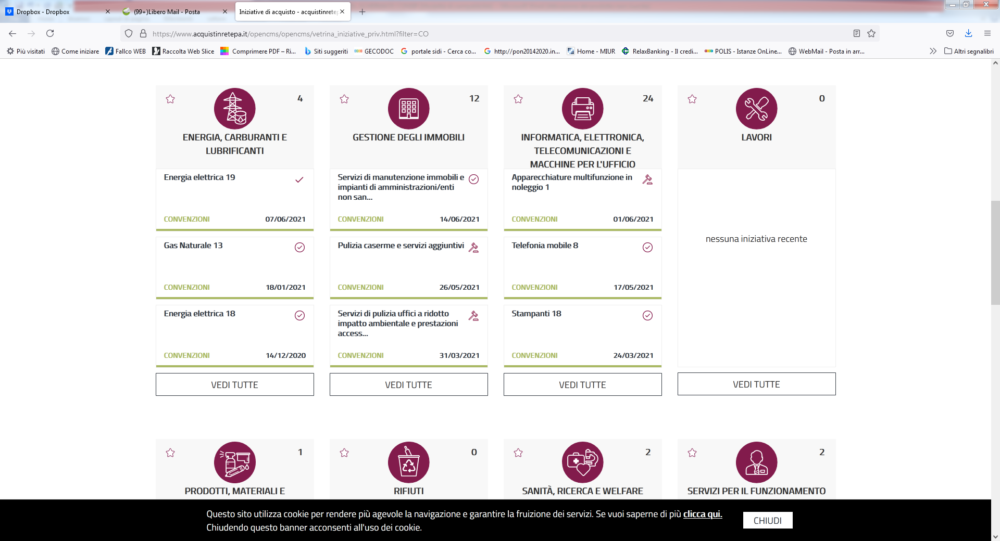 Dropbox - Dropbox
(99+)Libero Mail - Posta
Iniziative di acquisto - acquistinretep
https://www.acquistinretepa.it/opencms/opencms/vetrina_iniziative_priv.html?filter=CO
Più visitati
Come iniziare
Fallco WEB
Raccolta Web Slice
Comprimere PDF – Ri...
Siti suggeriti
GECODOC
portale sidi - Cerca co...
http://pon20142020.in...
Home - MIUR
RelaxBanking - Il credi...
POLIS - Istanze OnLine...
WebMail - Posta in arr...
Altri segnalibri
4
ENERGIA, CARBURANTI E
LUBRIFICANTI
Energia elettrica 19
CONVENZIONI 07/06/2021
Gas Naturale 13
CONVENZIONI 18/01/2021
Energia elettrica 18
CONVENZIONI 14/12/2020
VEDI TUTTE
12
GESTIONE DEGLI IMMOBILI
Servizi di manutenzione immobili e
impianti di amministrazioni/enti
non san...
CONVENZIONI 14/06/2021
Pulizia caserme e servizi aggiuntivi
CONVENZIONI 26/05/2021
Servizi di pulizia uffici a ridotto
impatto ambientale e prestazioni
access...
CONVENZIONI 31/03/2021
VEDI TUTTE
24
INFORMATICA, ELETTRONICA,
TELECOMUNICAZIONI E
MACCHINE PER L'UFFICIO
Apparecchiature multifunzione in
noleggio 1
CONVENZIONI 01/06/2021
Telefonia mobile 8
CONVENZIONI 17/05/2021
Stampanti 18
CONVENZIONI 24/03/2021
VEDI TUTTE
0
LAVORI
nessuna iniziativa recente
VEDI TUTTE
1
PRODOTTI, MATERIALI E
0
RIFIUTI
2
SANITÀ, RICERCA E WELFARE
2
SERVIZI PER IL FUNZIONAMENTO
Questo sito utilizza cookie per rendere più agevole la navigazione e garantire la fruizione dei servizi. Se vuoi saperne di più clicca qui.
Chiudendo questo banner acconsenti all'uso dei cookie.
CHIUDI